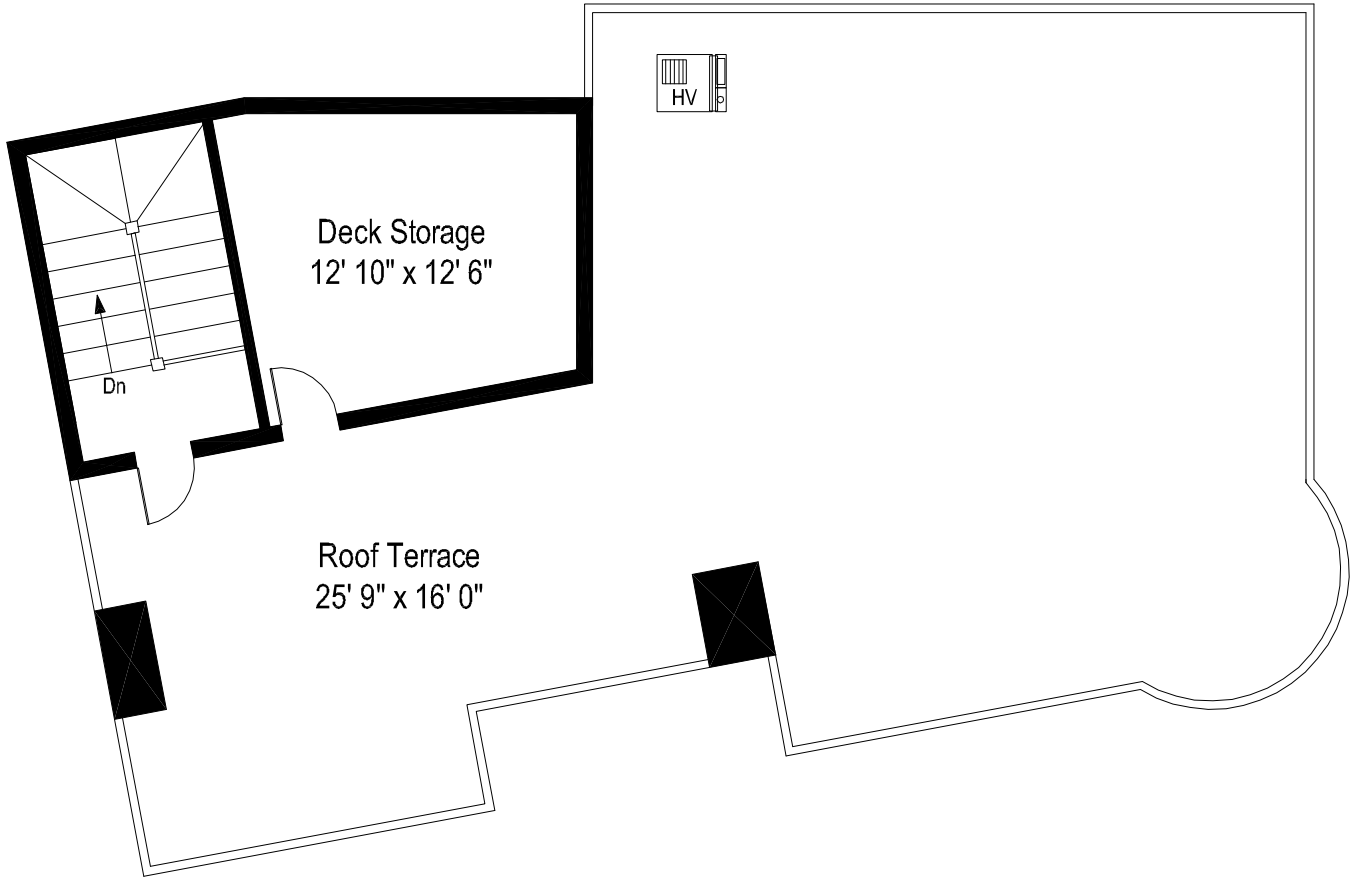 HV
Deck Storage
12' 10" x 12' 6"
Dn
Roof Terrace
25' 9" x 16' 0"